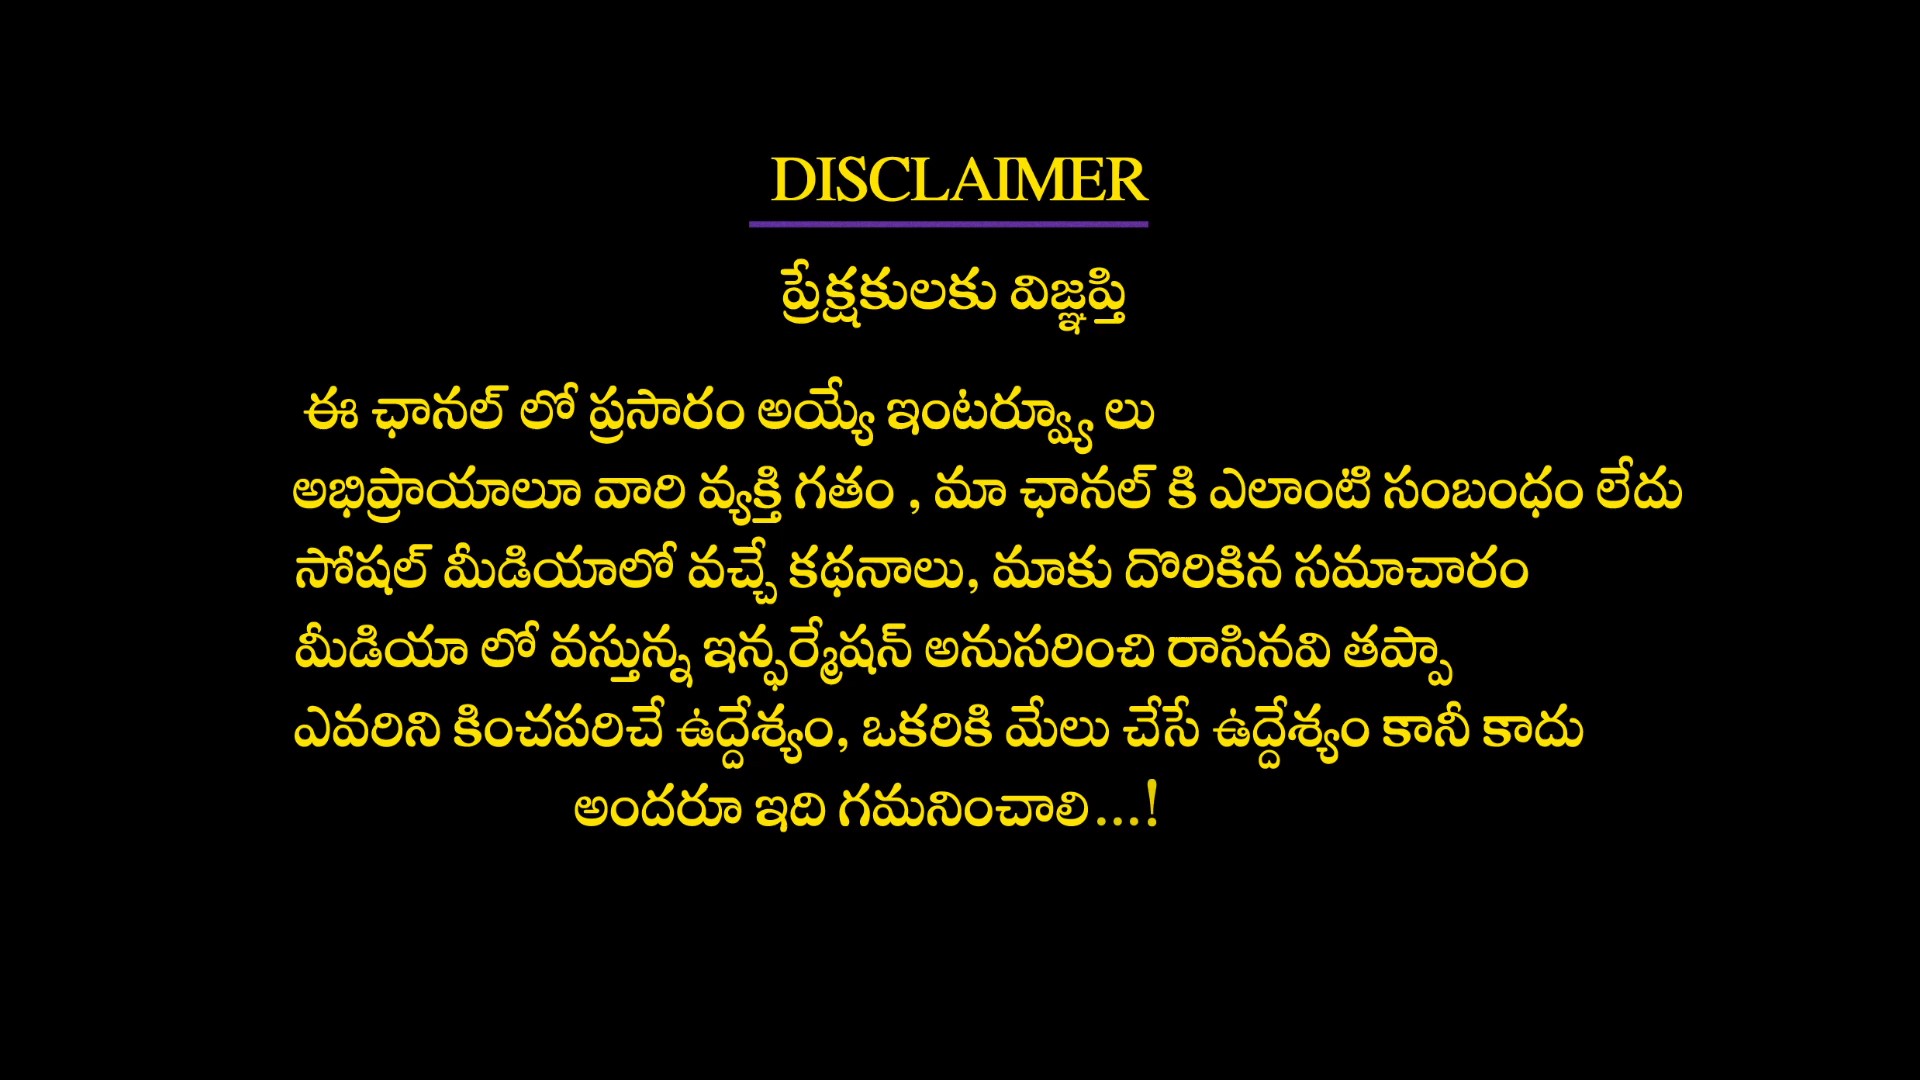 DISCLAIMER
ప్రేక్షకులకు విజ్ఞప్తి
ఈ ఛానల్ లో ప్రసారం అయ్యే ఇంటర్వ్యూ లు
అభిప్రాయాలూ వారి వ్యక్తి గతం , మా ఛానల్ కి ఎలాంటి సంబంధం లేదు
సోషల్ మీడియాలో వచ్చే కథనాలు, మాకు దొరికిన సమాచారం
మీడియా లో వస్తున్న ఇన్ఫర్మేషన్ అనుసరించి రాసినవి తప్పా
ఎవరిని కించపరిచే ఉద్దేశ్యం, ఒకరికి మేలు చేసే ఉద్దేశ్యం కానీ కాదు
అందరూ ఇది గమనించాలి...!